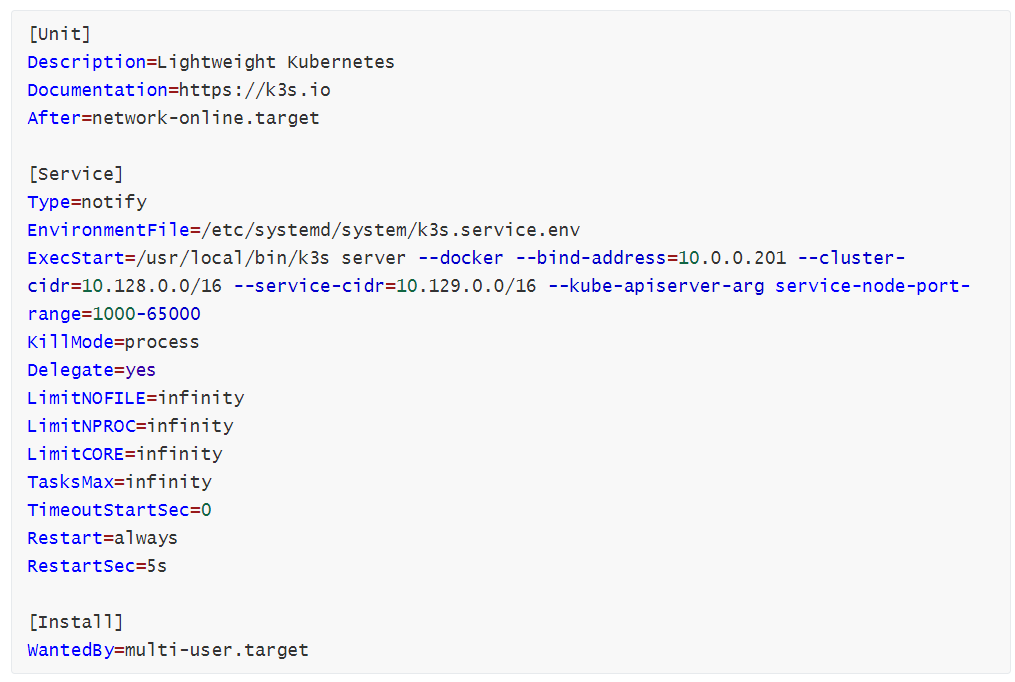 [Unit]
Description=Lightweight Kubernetes
Documentation=https://k3s.io
After=network-online.target

[Service]
Type=notify
EnvironmentFile=/etc/systemd/system/k3s.service.env
ExecStart=/usr/local/bin/k3s server --docker --bind-address=10.0.0.201 --cluster-
cidr=10.128.0.0/16 --service-cidr=10.129.0.0/16 --kube-apiserver-arg service-node-port-
range=1000-65000
KillMode=process
Delegate=yes
LimitNOFILE=infinity
LimitNPROC=infinity
LimitCORE=infinity
TasksMax=infinity
TimeoutStartSec=0
Restart=always
RestartSec=5s

[Install]
WantedBy=multi-user.target